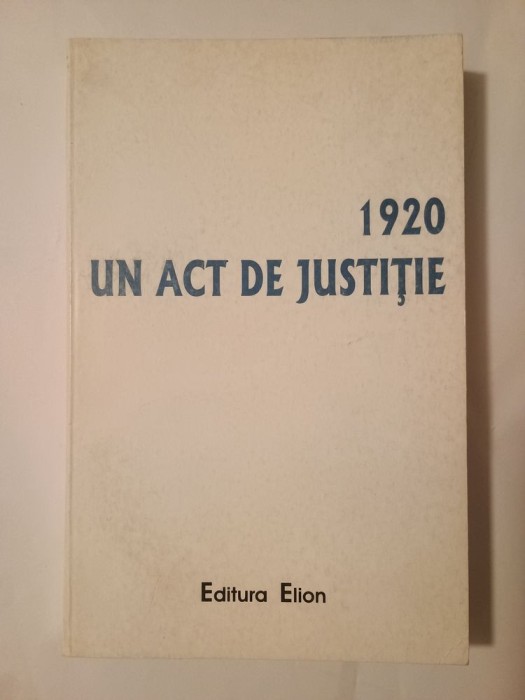 1920
UN ACT DE JUSTIŢIE
Editura Elion